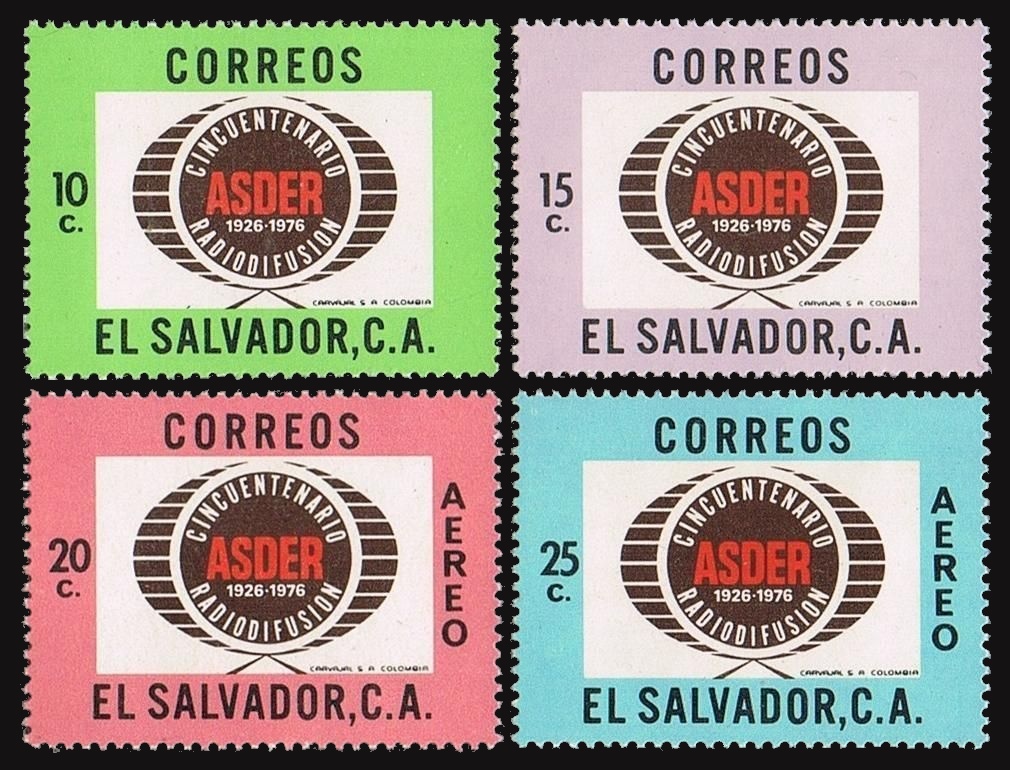 CORREOS
10
C.
CINCUENTENARIO
ASDER
1926·1976
RADIODIFUSION
CARVAJAL S A COLOMBIA
EL SALVADOR, C.A.
CORREOS
15
C.
CINCUENTENARIO
ASDER
1926·1976
RADIODIFUSION
CARVAJAL S A COLOMBIA
EL SALVADOR, C.A.
CORREOS
20
C.
CINCUENTENARIO
ASDER
1926·1976
RADIODIFUSION
AEREO
CARVAJAL S A COLOMBIA
EL SALVADOR, C.A.
CORREOS
25
C.
CINCUENTENARIO
ASDER
1926·1976
RADIODIFUSION
AEREO
CARVAJAL S A COLOMBIA
EL SALVADOR, C.A.